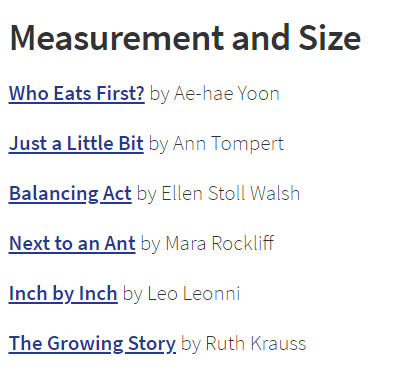 Measurement and Size
Who Eats First? by Ae-hae Yoon
Just a Little Bit by Ann Tompert
Balancing Act by Ellen Stoll Walsh
Next to an Ant by Mara Rockliff
Inch by Inch by Leo Leonni
The Growing Story by Ruth Krauss